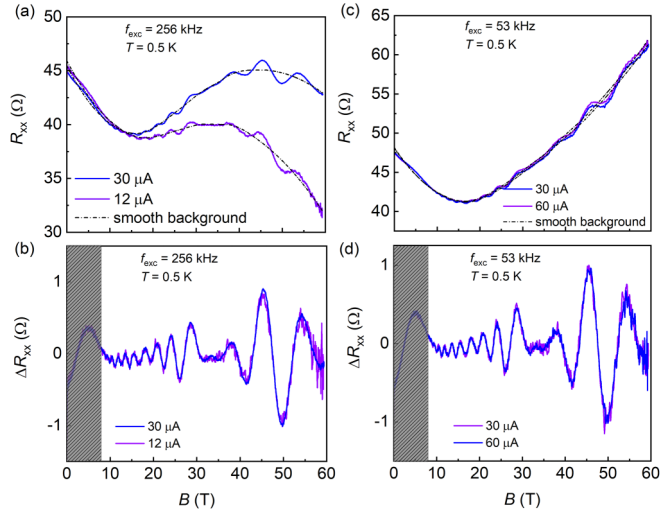 (a)
f_exc = 256 kHz
T = 0.5 K
R_xx (Ω)
50
45
40
35
30
30 μA
12 μA
smooth background
(c)
f_exc = 53 kHz
T = 0.5 K
R_xx (Ω)
65
60
55
50
45
40
30 μA
60 μA
smooth background
(b)
f_exc = 256 kHz
T = 0.5 K
ΔR_xx (Ω)
1
0
-1
30 μA
12 μA
0 10 20 30 40 50 60
B (T)
(d)
f_exc = 53 kHz
T = 0.5 K
ΔR_xx (Ω)
1
0
-1
30 μA
60 μA
0 10 20 30 40 50 60
B (T)